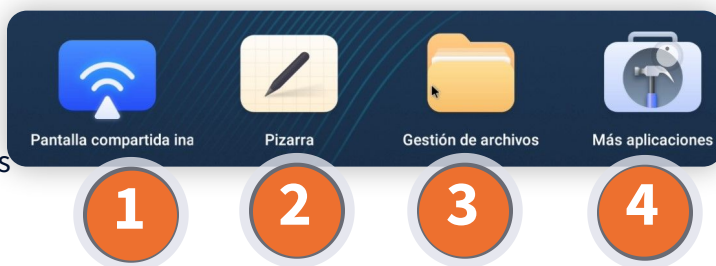 Pantalla compartida ina Pizarra Gestión de archivos Más aplicaciones
s
1 2 3 4